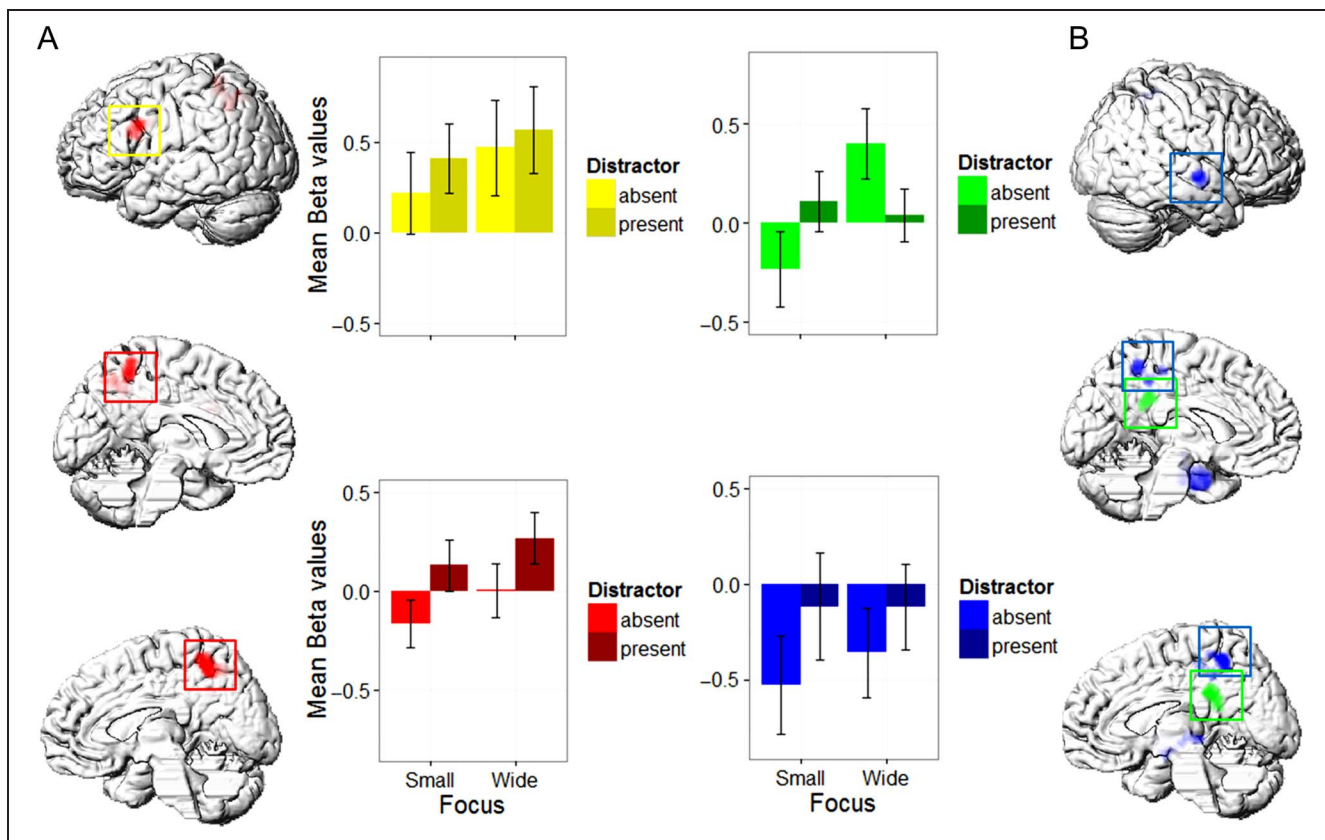 A
B
Mean Beta values
0.5
0.0
−0.5
Distractor
absent
present
0.5
0.0
−0.5
Distractor
absent
present
Mean Beta values
0.5
0.0
−0.5
Small Wide
Focus
Distractor
absent
present
0.5
0.0
−0.5
Small Wide
Focus
Distractor
absent
present